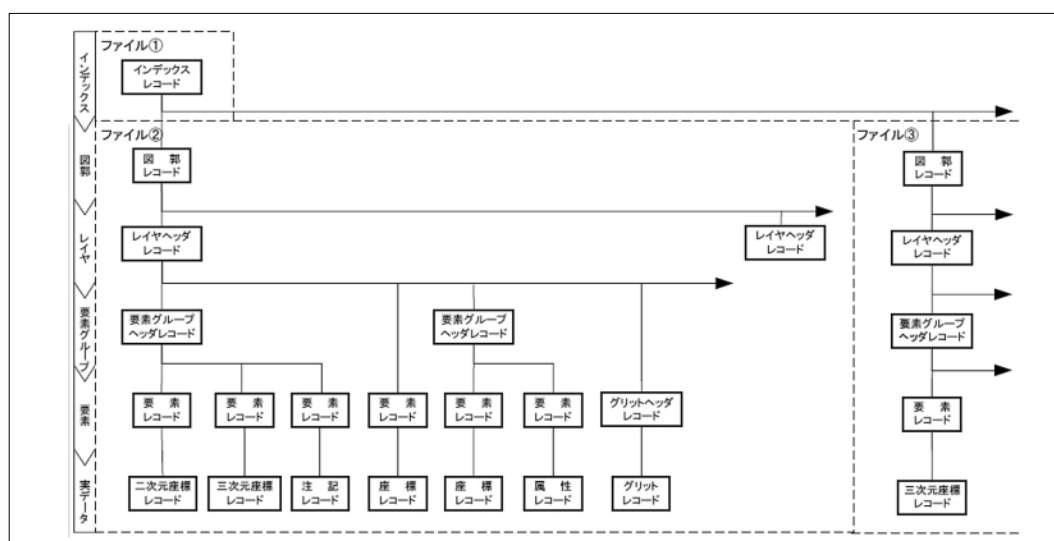 インデックス
図郭
レイヤ
要素グループ
要素
実データ
ファイル①
インデックス
レコード
ファイル②
図 郭
レコード
レイヤヘッダ
レコード
レイヤヘッダ
レコード
要素グループ
ヘッダレコード
要素グループ
ヘッダレコード
要 素
レコード
要 素
レコード
要 素
レコード
要 素
レコード
要 素
レコード
要 素
レコード
グリットヘッダ
レコード
二次元座標
レコード
三次元座標
レコード
注 記
レコード
座 標
レコード
座 標
レコード
属 性
レコード
グリット
レコード
ファイル③
図 郭
レコード
レイヤヘッダ
レコード
要素グループ
ヘッダレコード
要 素
レコード
三次元座標
レコード